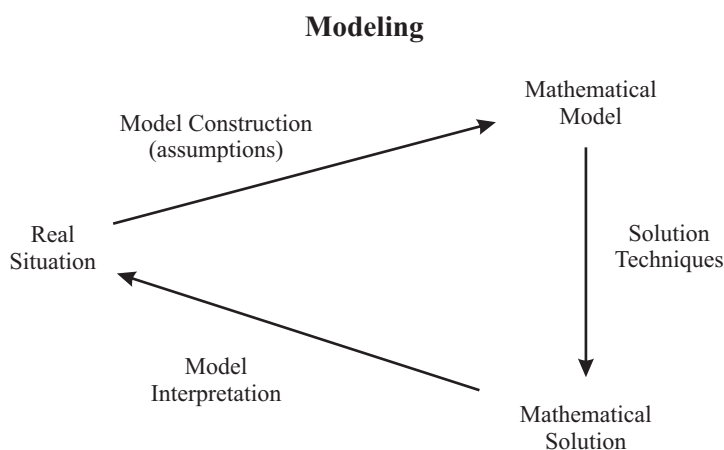 Modeling
Mathematical
Model
Model Construction
(assumptions)
Real
Situation
Solution
Techniques
Model
Interpretation
Mathematical
Solution